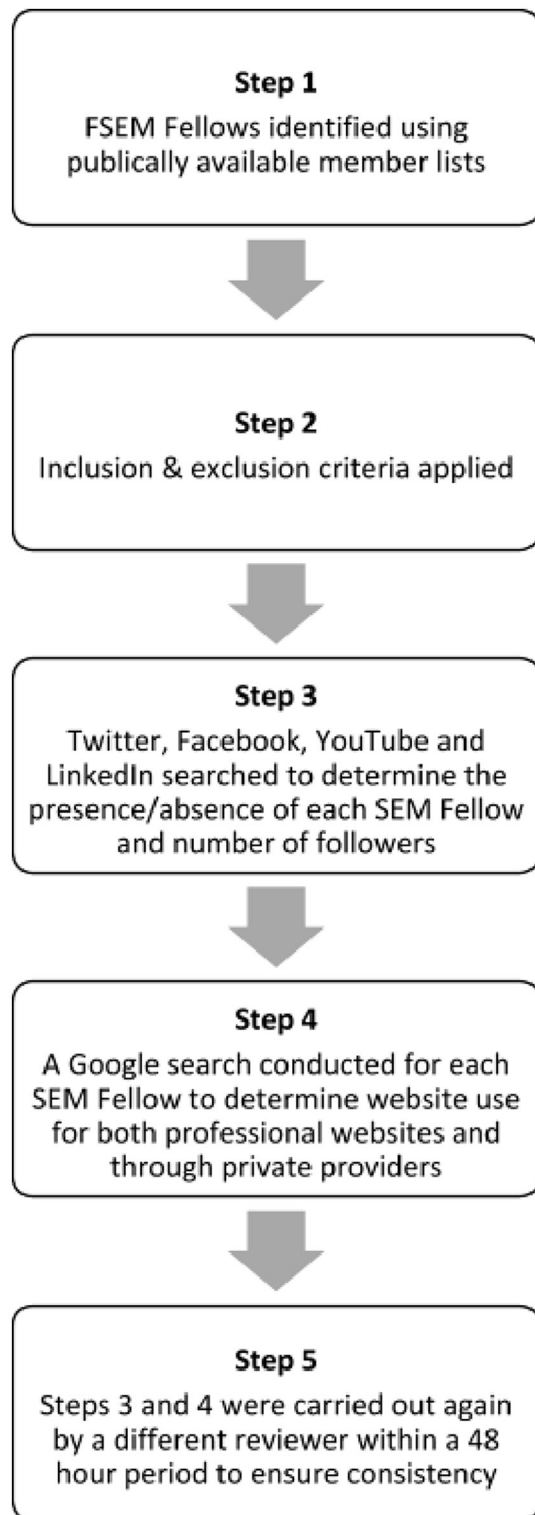 Step 1
FSEM Fellows identified using
publically available member lists
Step 2
Inclusion & exclusion criteria applied
Step 3
Twitter, Facebook, YouTube and
LinkedIn searched to determine the
presence/absence of each SEM Fellow
and number of followers
Step 4
A Google search conducted for each
SEM Fellow to determine website use
for both professional websites and
through private providers
Step 5
Steps 3 and 4 were carried out again
by a different reviewer within a 48
hour period to ensure consistency